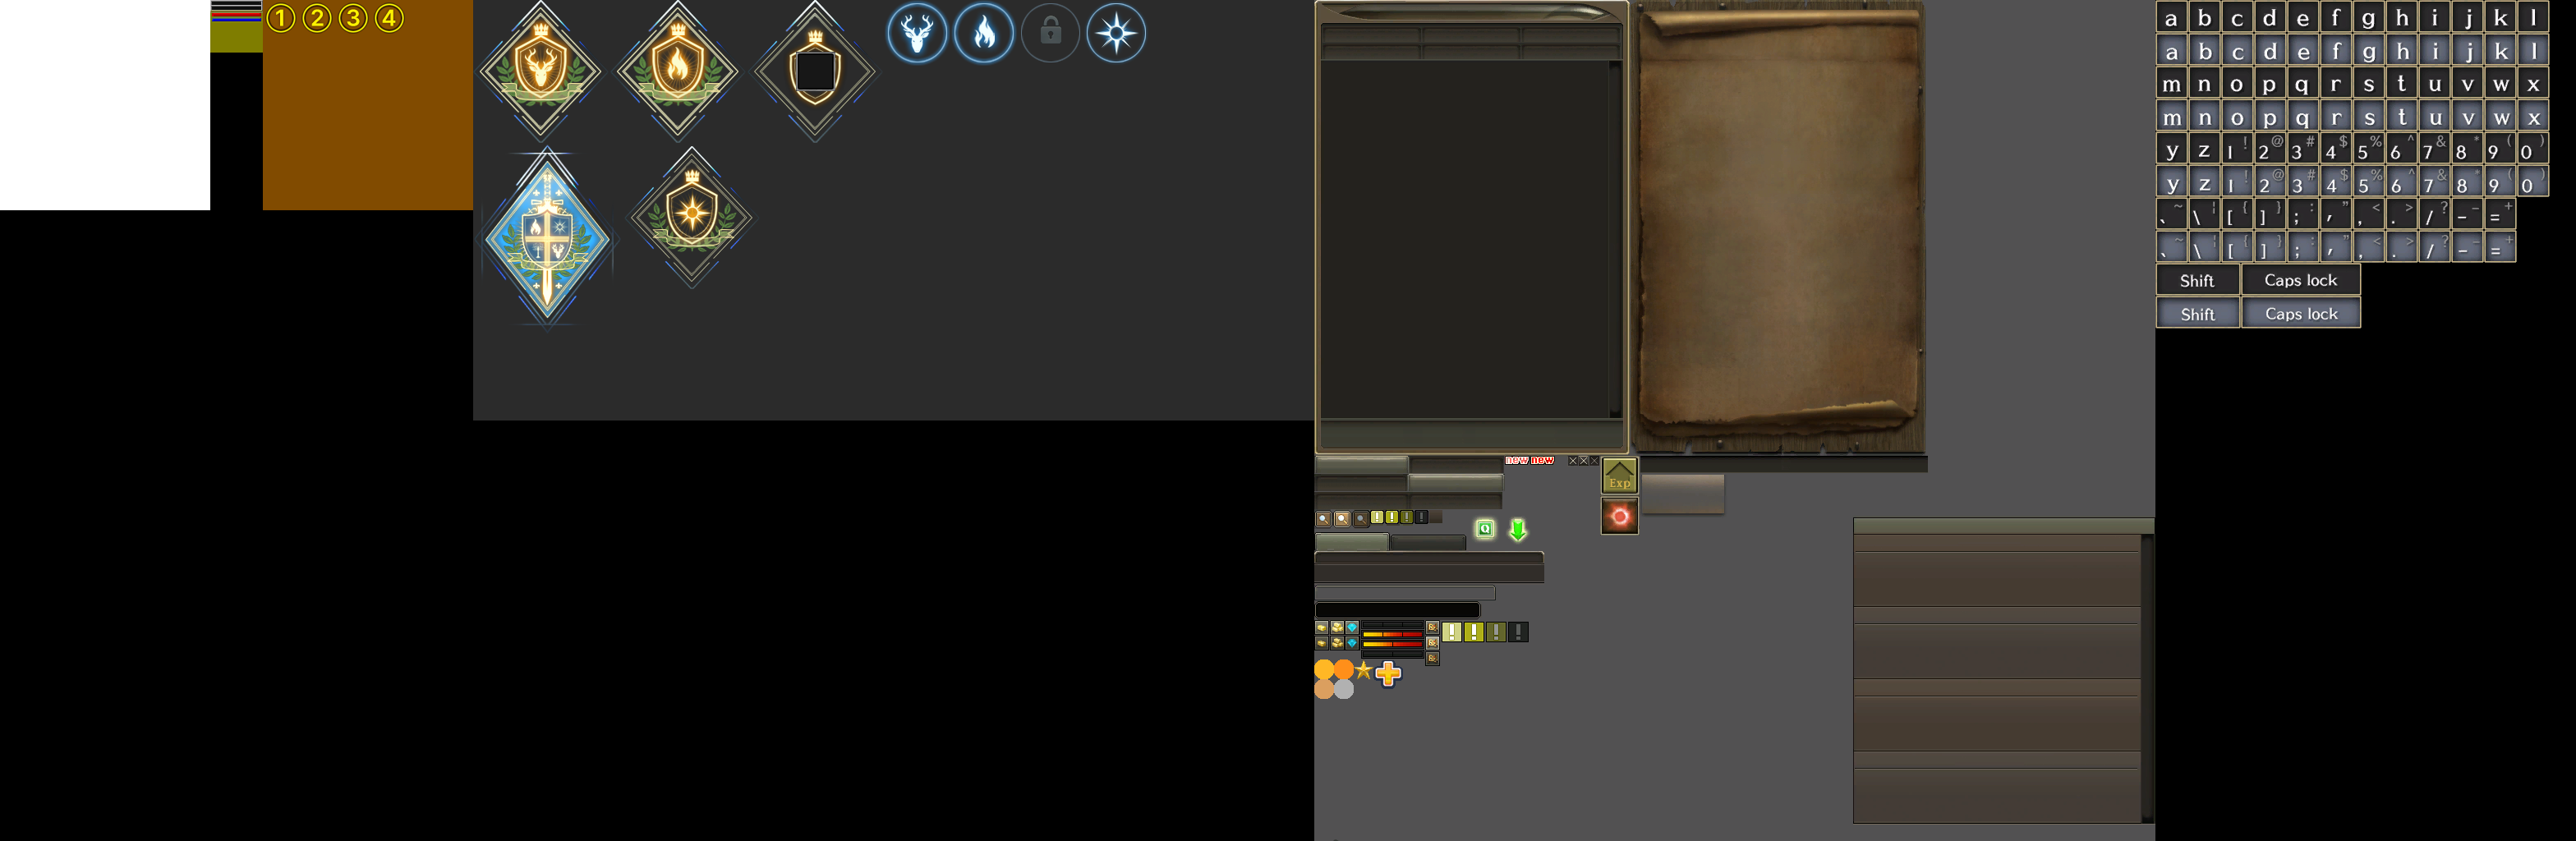 ① ② ③ ④
new new
Exp
a b c d e f g h i j k l
a b c d e f g h i j k l
m n o p q r s t u v w x
m n o p q r s t u v w x
y z 1 ! 2 @ 3 # 4 $ 5 % 6 ^ 7 & 8 * 9 ( 0 )
y z 1 ! 2 @ 3 # 4 $ 5 % 6 ^ 7 & 8 * 9 ( 0 )
` ~ \ ¦ [ { ] } ; : ′ ″ , < . > / ? - _ = +
` ~ \ ¦ [ { ] } ; : ′ ″ , < . > / ? - _ = +
Shift Caps lock
Shift Caps lock